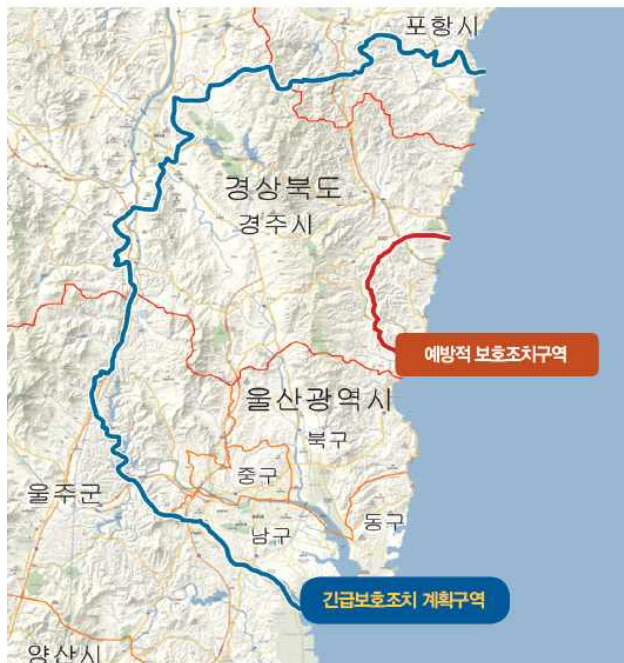 포항시
경상북도
경주시
예방적 보호조치구역
울산광역시
북구
중구
울주군
동구
남구
긴급보호조치 계획구역
양산시